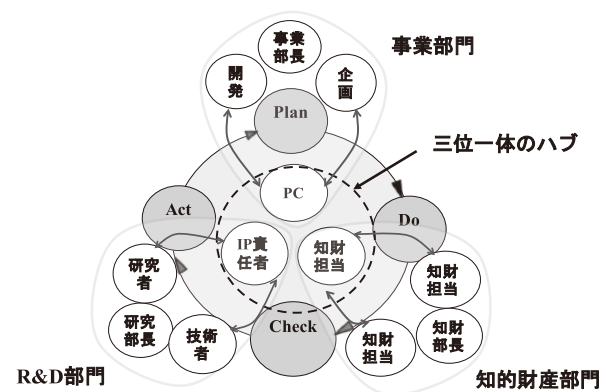 事業
部長
事業部門
開
発
企
画
Plan
三位一体のハブ
PC
Act
Do
IP責
任者
知財
担当
研究
者
知財
担当
研究
部長
技術
者
Check
知財
担当
知財
部長
R&D部門
知的財産部門